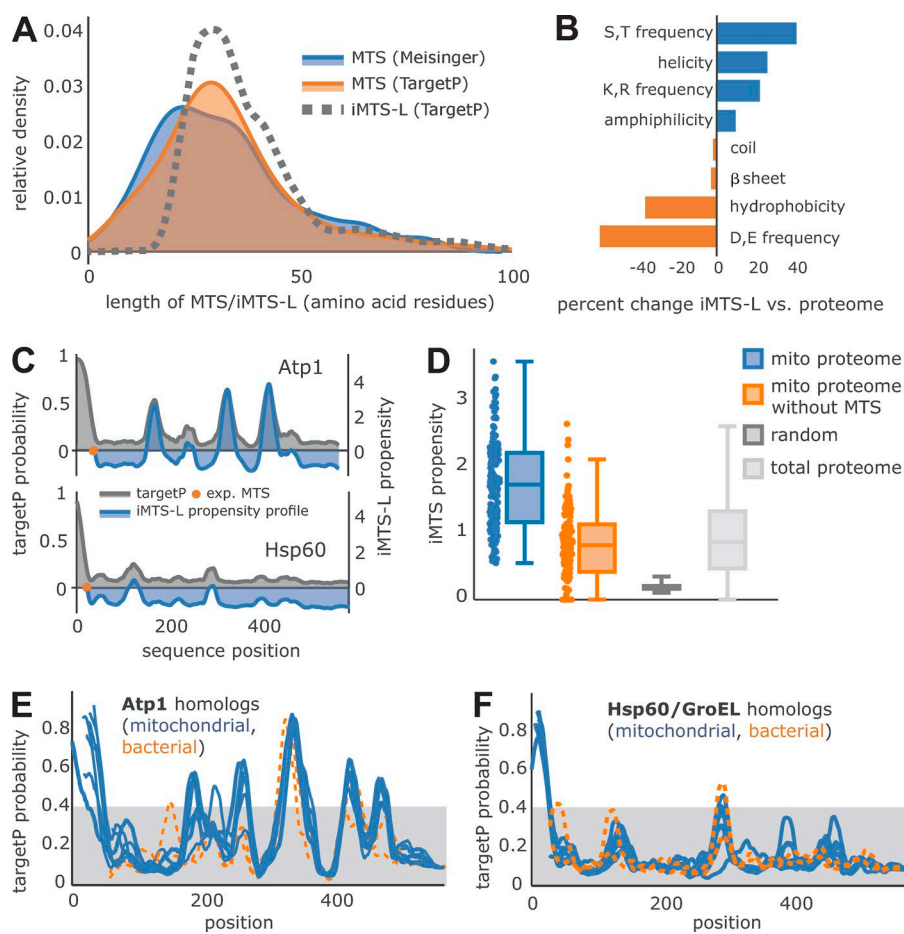 A
0.04
0.03
0.02
0.01
0
relative density
MTS (Meisinger)
MTS (TargetP)
iMTS-L (TargetP)
0
50
100
length of MTS/iMTS-L (amino acid residues)
B
S,T frequency
helicity
K,R frequency
amphiphilicity
coil
β sheet
hydrophobicity
D,E frequency
-40
-20
0
20
40
percent change iMTS-L vs. proteome
C
1
0.5
0
Atp1
4
2
0
targetP probability
iMTS-L propensity
targetP
exp. MTS
iMTS-L propensity profile
1
0.5
0
Hsp60
4
2
0
0
200
400
sequence position
D
3
2
1
0
iMTS propensity
mito proteome
mito proteome
without MTS
random
total proteome
E
Atp1 homologs
(mitochondrial,
bacterial)
0.8
0.6
0.4
0.2
0
targetP probability
0
200
400
position
F
Hsp60/GroEL homologs
(mitochondrial, bacterial)
1
0.8
0.6
0.4
0.2
0
targetP probability
0
200
400
position